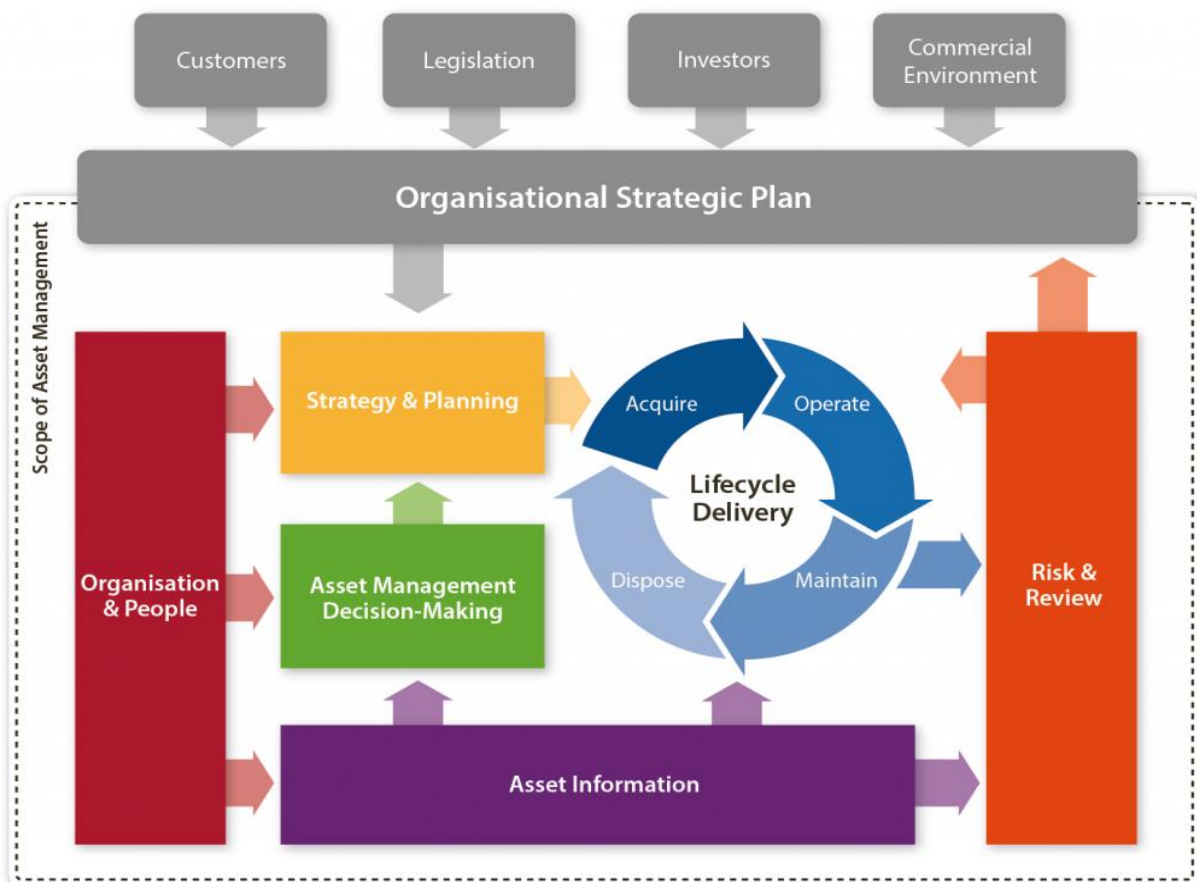 Customers
Legislation
Investors
Commercial
Environment
Organisational Strategic Plan
Scope of Asset Management
Strategy & Planning
Acquire
Operate
Lifecycle
Delivery
Organisation
& People
Asset Management
Decision-Making
Dispose
Maintain
Risk &
Review
Asset Information